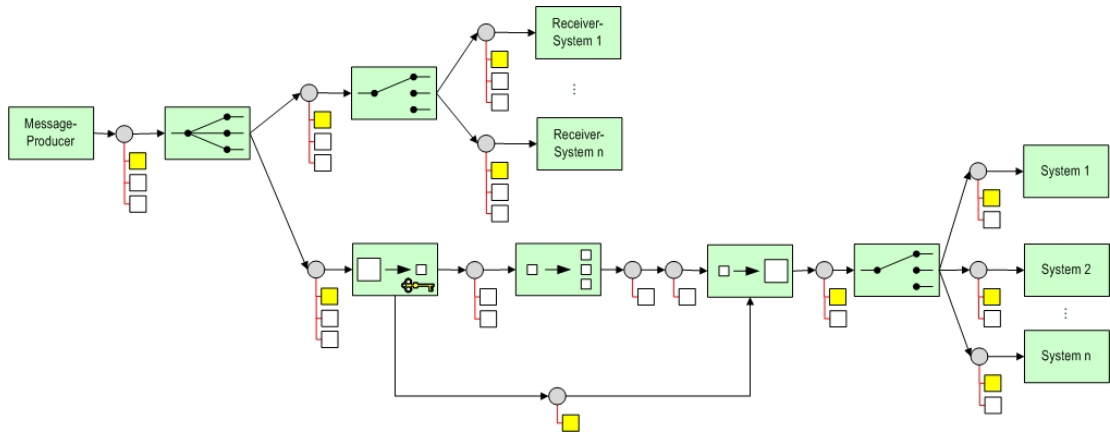 Receiver-
System 1
...
Message-
Producer
Receiver-
System n
System 1
System 2
...
System n